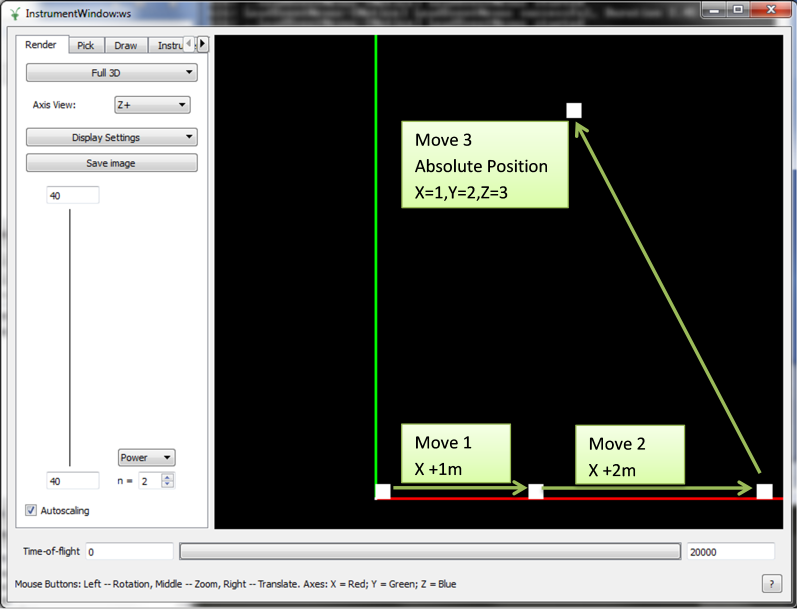 InstrumentWindow:ws
Render Pick Draw Instru
Full 3D
Axis View: Z+
Display Settings
Save image
40
40
Power
n = 2
Autoscaling
Move 3
Absolute Position
X=1,Y=2,Z=3
Move 1
X +1m
Move 2
X +2m
Time-of-flight 0 20000
Mouse Buttons: Left -- Rotation, Middle -- Zoom, Right -- Translate. Axes: X = Red; Y = Green; Z = Blue ?